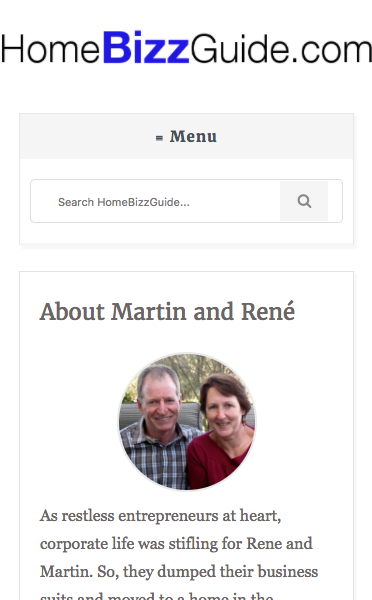 HomeBizzGuide.com
≡ Menu
Search HomeBizzGuide...
About Martin and René
As restless entrepreneurs at heart,
corporate life was stifling for Rene and
Martin. So, they dumped their business
suits and moved to a home in the